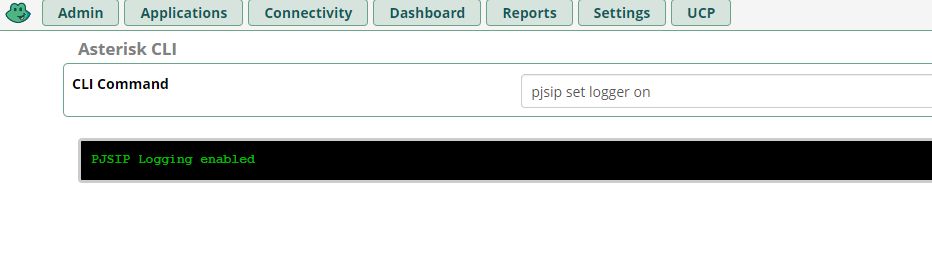 Admin Applications Connectivity Dashboard Reports Settings UCP
Asterisk CLI
CLI Command pjsip set logger on
PJSIP Logging enabled